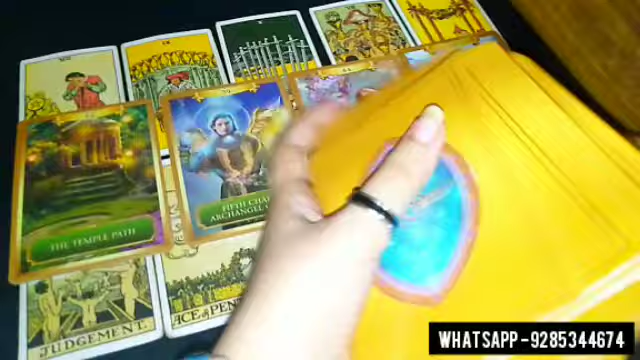 THE TEMPLE PATH
FIFTH CHA
ARCHANGEL
JUDGEMENT.
ACE of PEN
WHATSAPP-9285344674